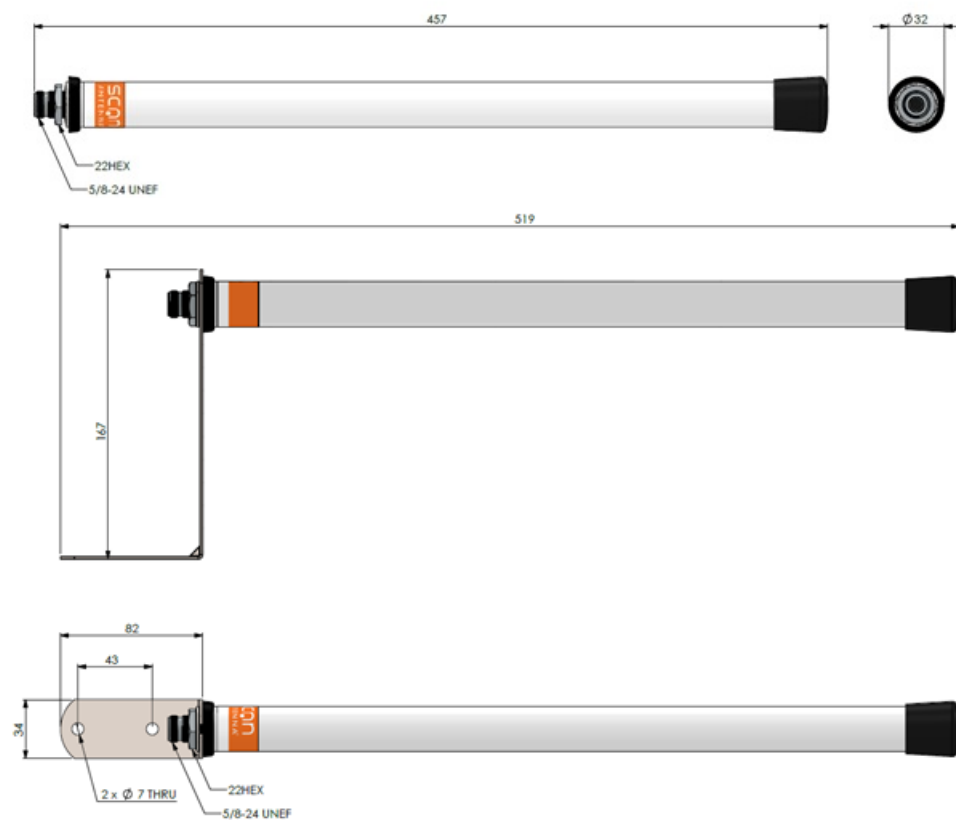 457
Ø32
SCAN
22HEX
5/8-24 UNEF
519
167
82
43
34
2 x Ø 7 THRU
22HEX
5/8-24 UNEF